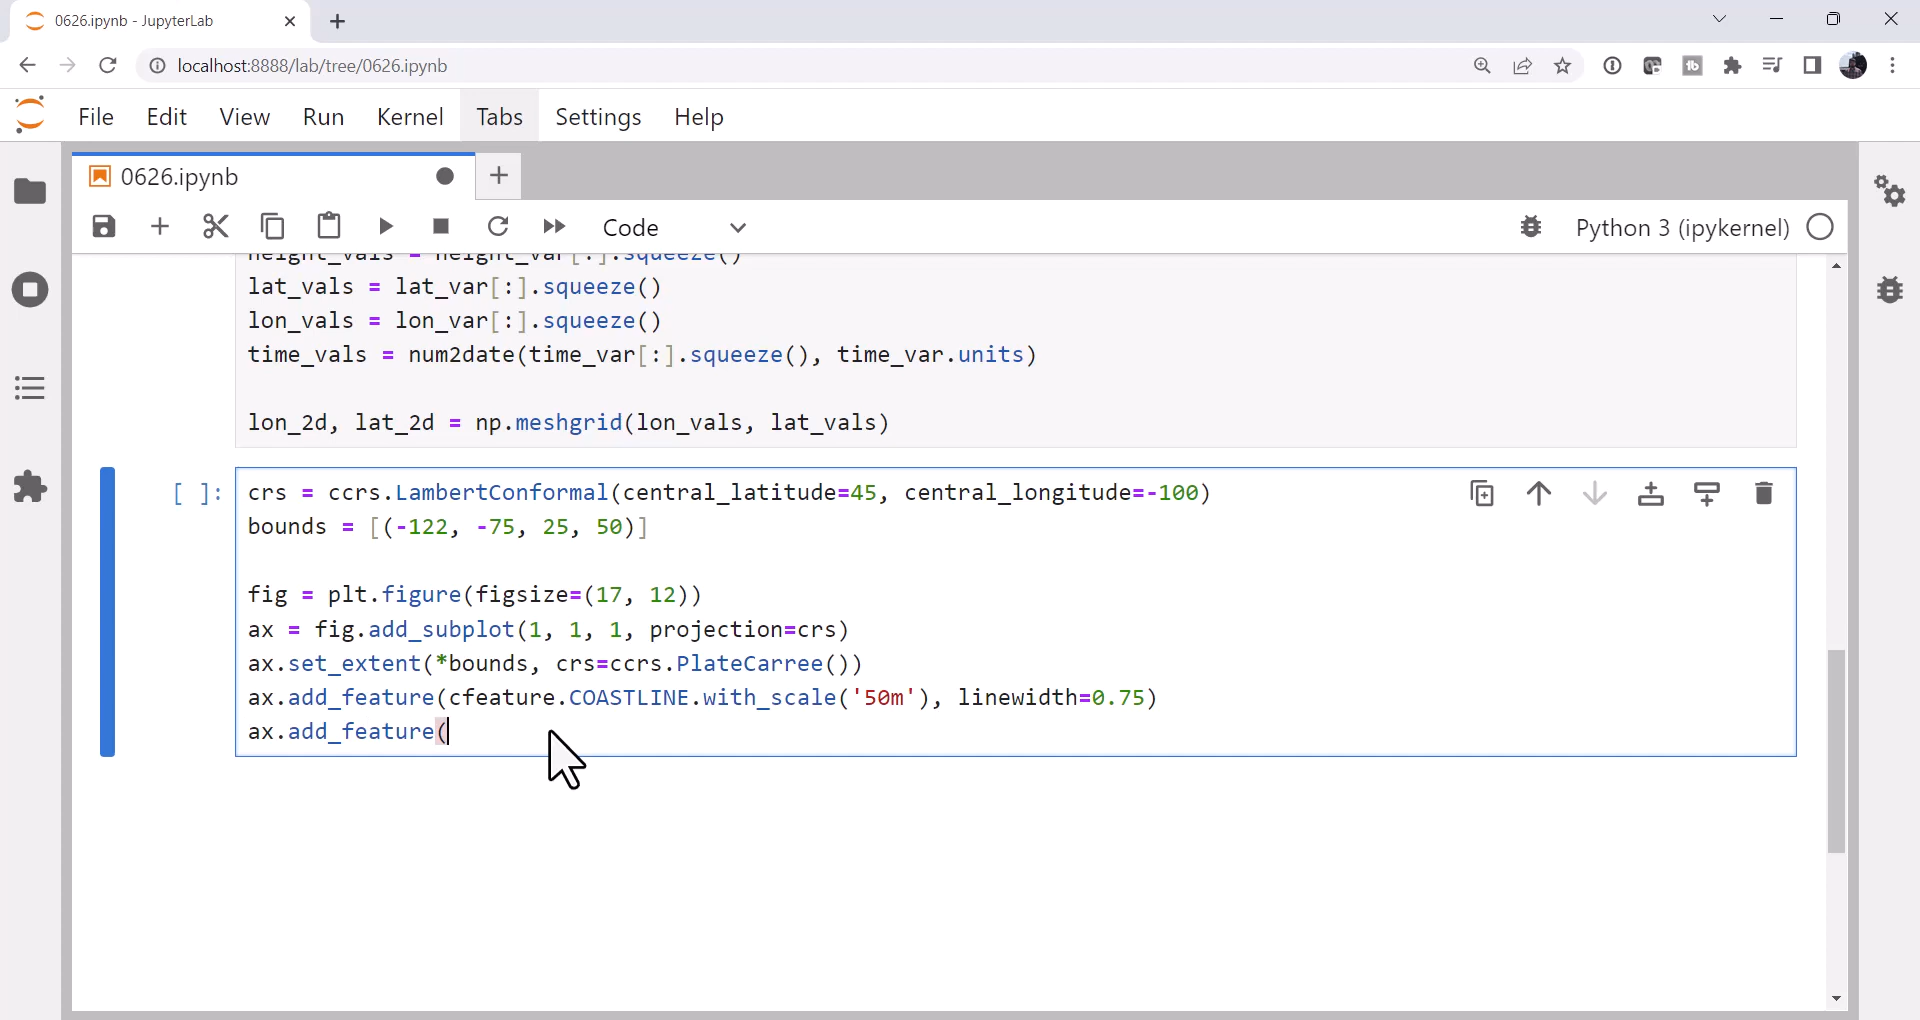 0626.ipynb - JupyterLab
localhost:8888/lab/tree/0626.ipynb
File Edit View Run Kernel Tabs Settings Help
0626.ipynb
Code Python 3 (ipykernel)
height_vals = height_var[:].squeeze()
lat_vals = lat_var[:].squeeze()
lon_vals = lon_var[:].squeeze()
time_vals = num2date(time_var[:].squeeze(), time_var.units)
lon_2d, lat_2d = np.meshgrid(lon_vals, lat_vals)
[ ]: crs = ccrs.LambertConformal(central_latitude=45, central_longitude=-100)
bounds = [(-122, -75, 25, 50)]
fig = plt.figure(figsize=(17, 12))
ax = fig.add_subplot(1, 1, 1, projection=crs)
ax.set_extent(*bounds, crs=ccrs.PlateCarree())
ax.add_feature(cfeature.COASTLINE.with_scale('50m'), linewidth=0.75)
ax.add_feature(